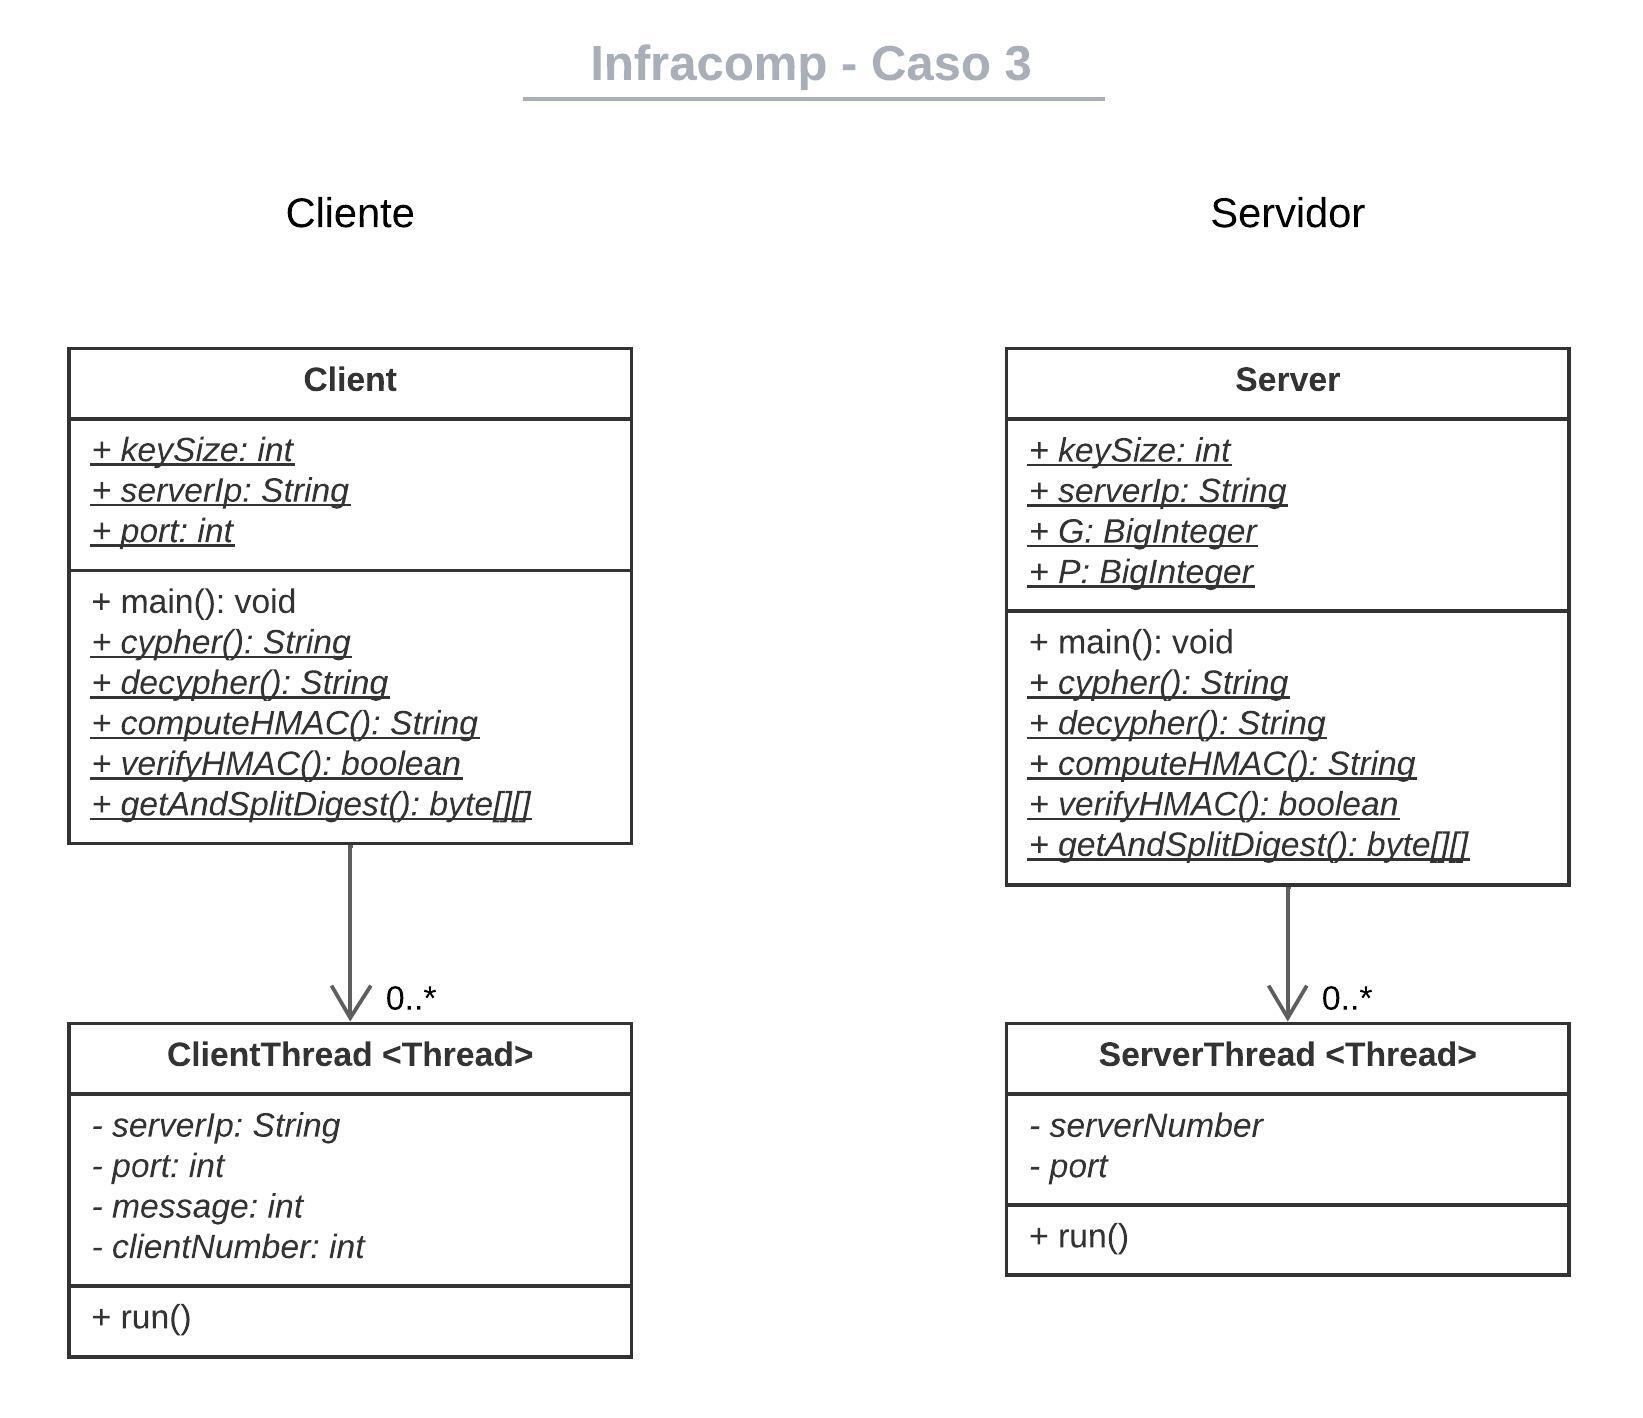 Infracomp - Caso 3
Cliente
Servidor
Client
+ keySize: int
+ serverIp: String
+ port: int
+ main(): void
+ cypher(): String
+ decypher(): String
+ computeHMAC(): String
+ verifyHMAC(): boolean
+ getAndSplitDigest(): byte[][]
0..*
ClientThread <Thread>
- serverIp: String
- port: int
- message: int
- clientNumber: int
+ run()
Server
+ keySize: int
+ serverIp: String
+ G: BigInteger
+ P: BigInteger
+ main(): void
+ cypher(): String
+ decypher(): String
+ computeHMAC(): String
+ verifyHMAC(): boolean
+ getAndSplitDigest(): byte[][]
0..*
ServerThread <Thread>
- serverNumber
- port
+ run()